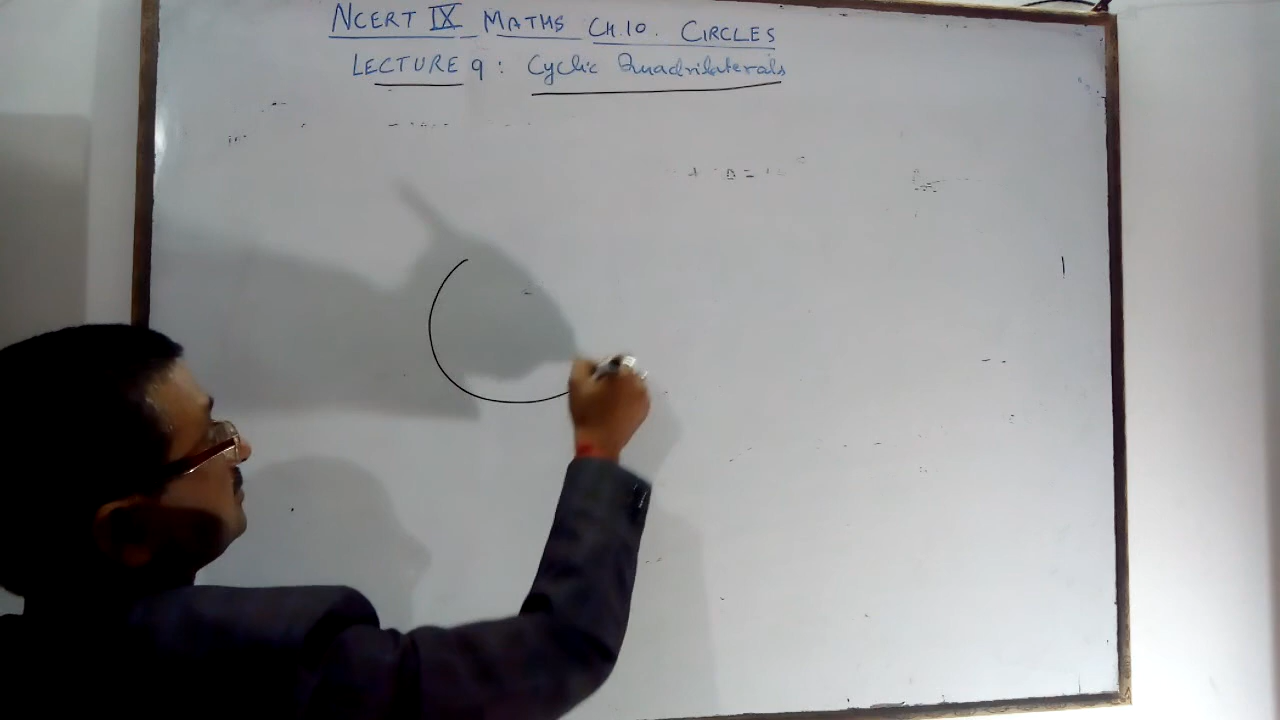 NCERT IX MATHS CH.10. CIRCLES
LECTURE 9: Cyclic Quadrilaterals